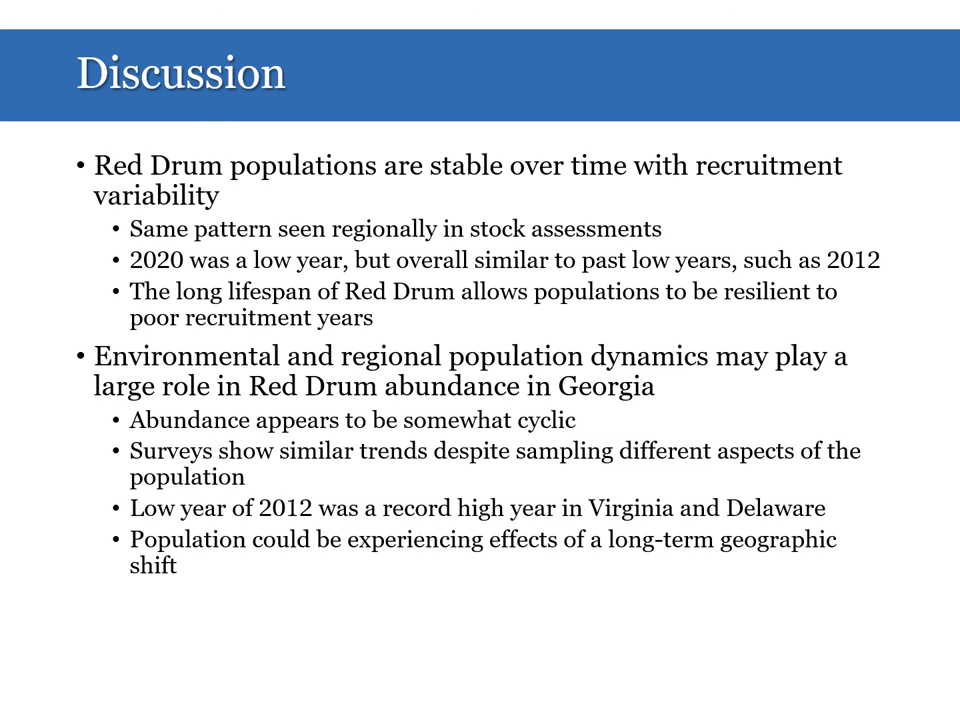 Discussion
• Red Drum populations are stable over time with recruitment
variability
• Same pattern seen regionally in stock assessments
• 2020 was a low year, but overall similar to past low years, such as 2012
• The long lifespan of Red Drum allows populations to be resilient to
poor recruitment years
• Environmental and regional population dynamics may play a
large role in Red Drum abundance in Georgia
• Abundance appears to be somewhat cyclic
• Surveys show similar trends despite sampling different aspects of the
population
• Low year of 2012 was a record high year in Virginia and Delaware
• Population could be experiencing effects of a long-term geographic
shift